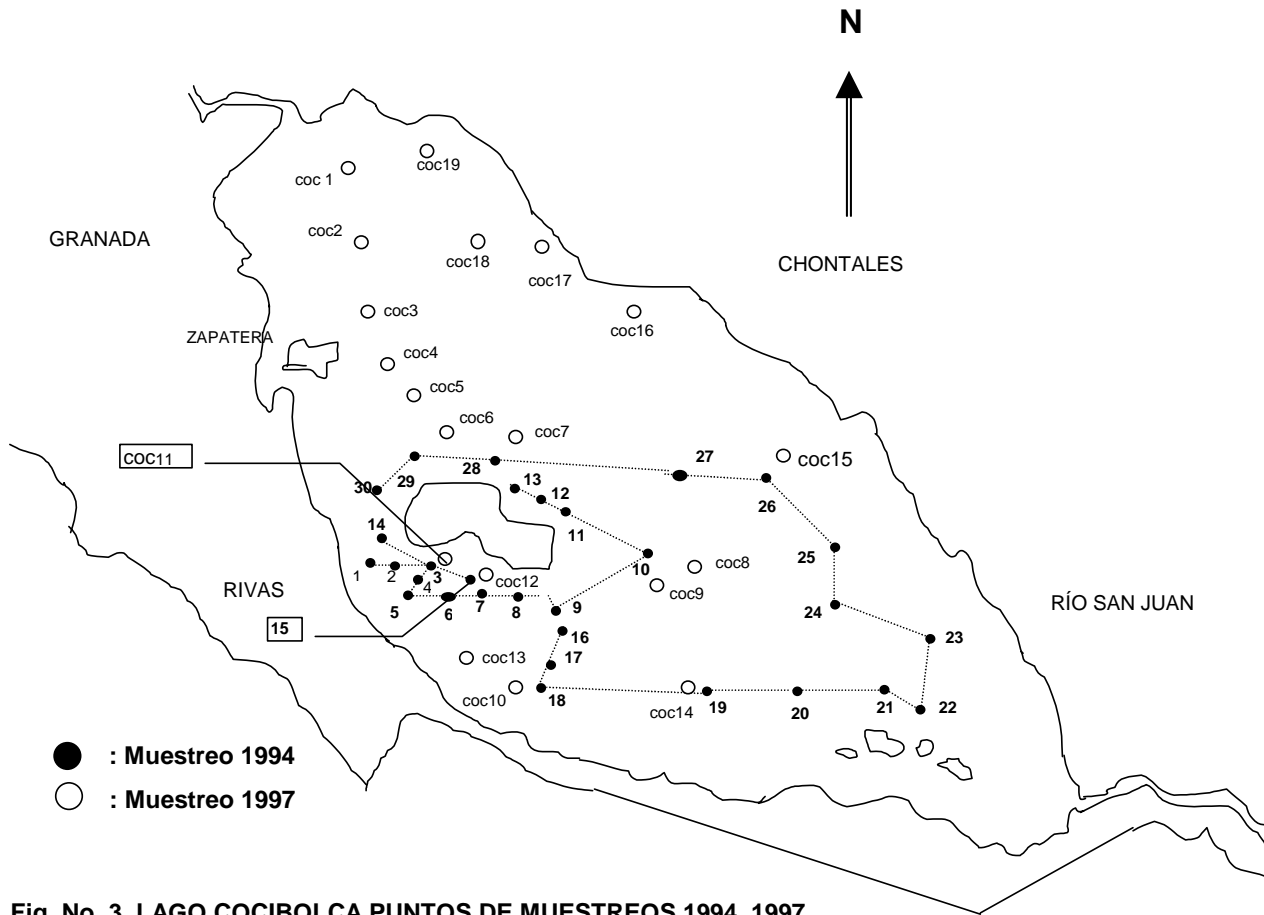 N
coc19
coc 1
GRANADA
coc2
coc18
coc17
CHONTALES
coc3
coc16
ZAPATERA
coc4
coc5
coc6
coc7
coc11
28
27
coc15
29
13
30
12
26
11
14
25
10
coc8
1
2
3
coc12
coc9
4
RIVAS
5
6
7
8
9
24
RÍO SAN JUAN
15
16
23
coc13
17
coc10
18
coc14
19
20
21
22
: Muestreo 1994
: Muestreo 1997
Fig. No. 3 LAGO COCIBOLCA PUNTOS DE MUESTREOS 1994, 1997